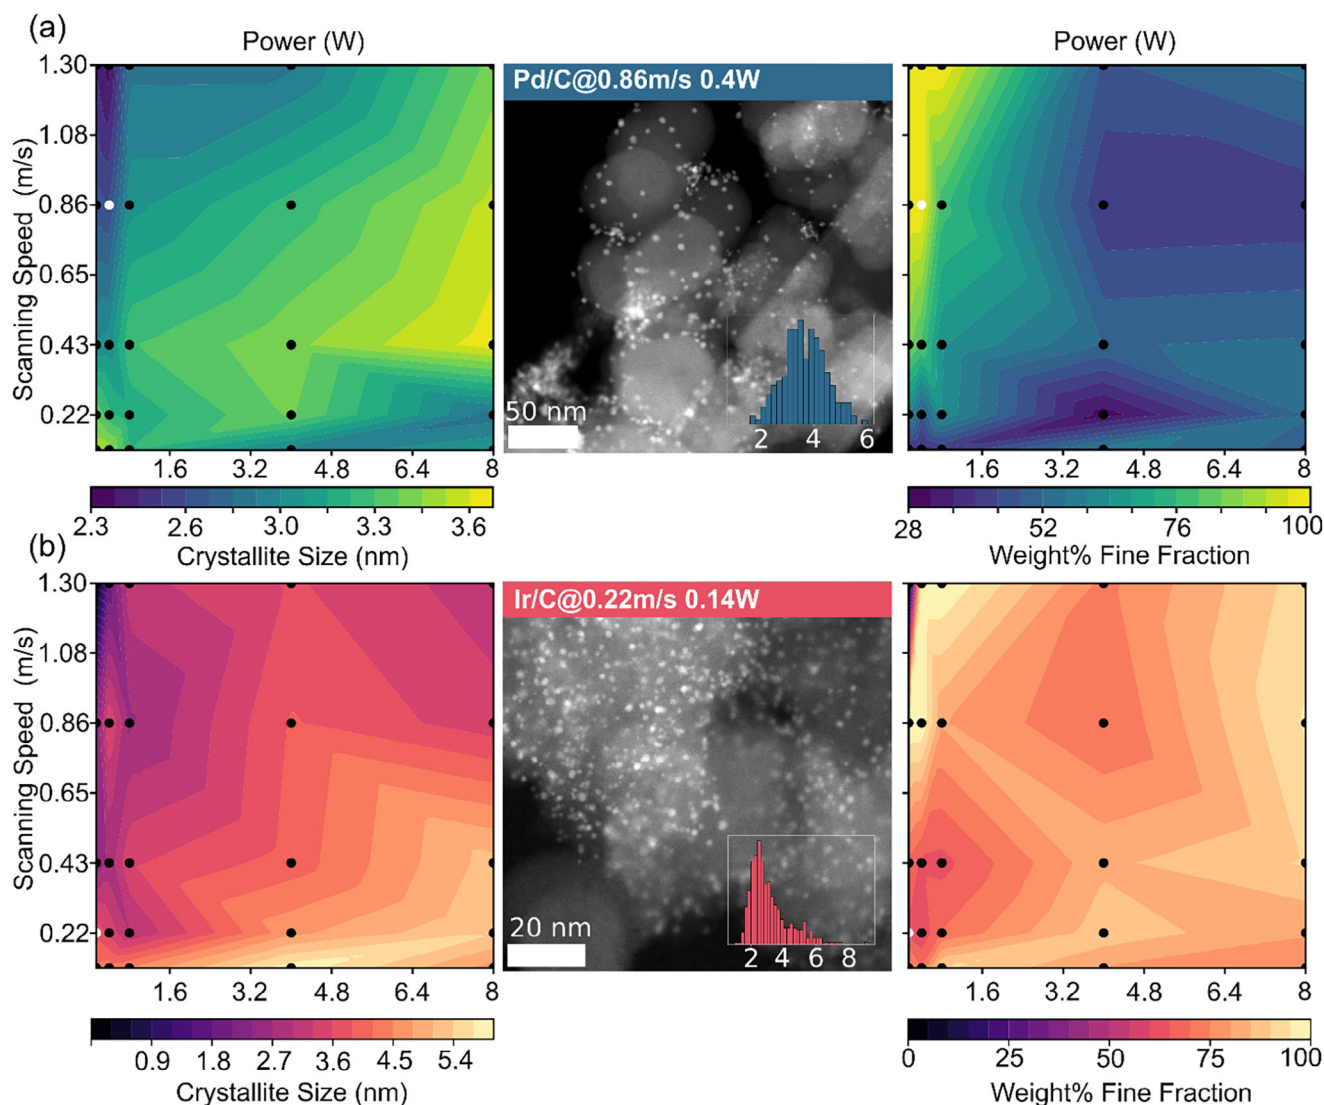 (a)
Power (W)
Power (W)
Pd/C@0.86m/s 0.4W
1.30
1.08
0.86
0.65
0.43
0.22
Scanning Speed (m/s)
50 nm
2 4 6
1.6 3.2 4.8 6.4 8
1.6 3.2 4.8 6.4 8
2.3 2.6 3.0 3.3 3.6
Crystallite Size (nm)
28 52 76 100
Weight% Fine Fraction
(b)
Ir/C@0.22m/s 0.14W
1.30
1.08
0.86
0.65
0.43
0.22
Scanning Speed (m/s)
20 nm
2 4 6 8
1.6 3.2 4.8 6.4 8
1.6 3.2 4.8 6.4 8
0.9 1.8 2.7 3.6 4.5 5.4
Crystallite Size (nm)
0 25 50 75 100
Weight% Fine Fraction